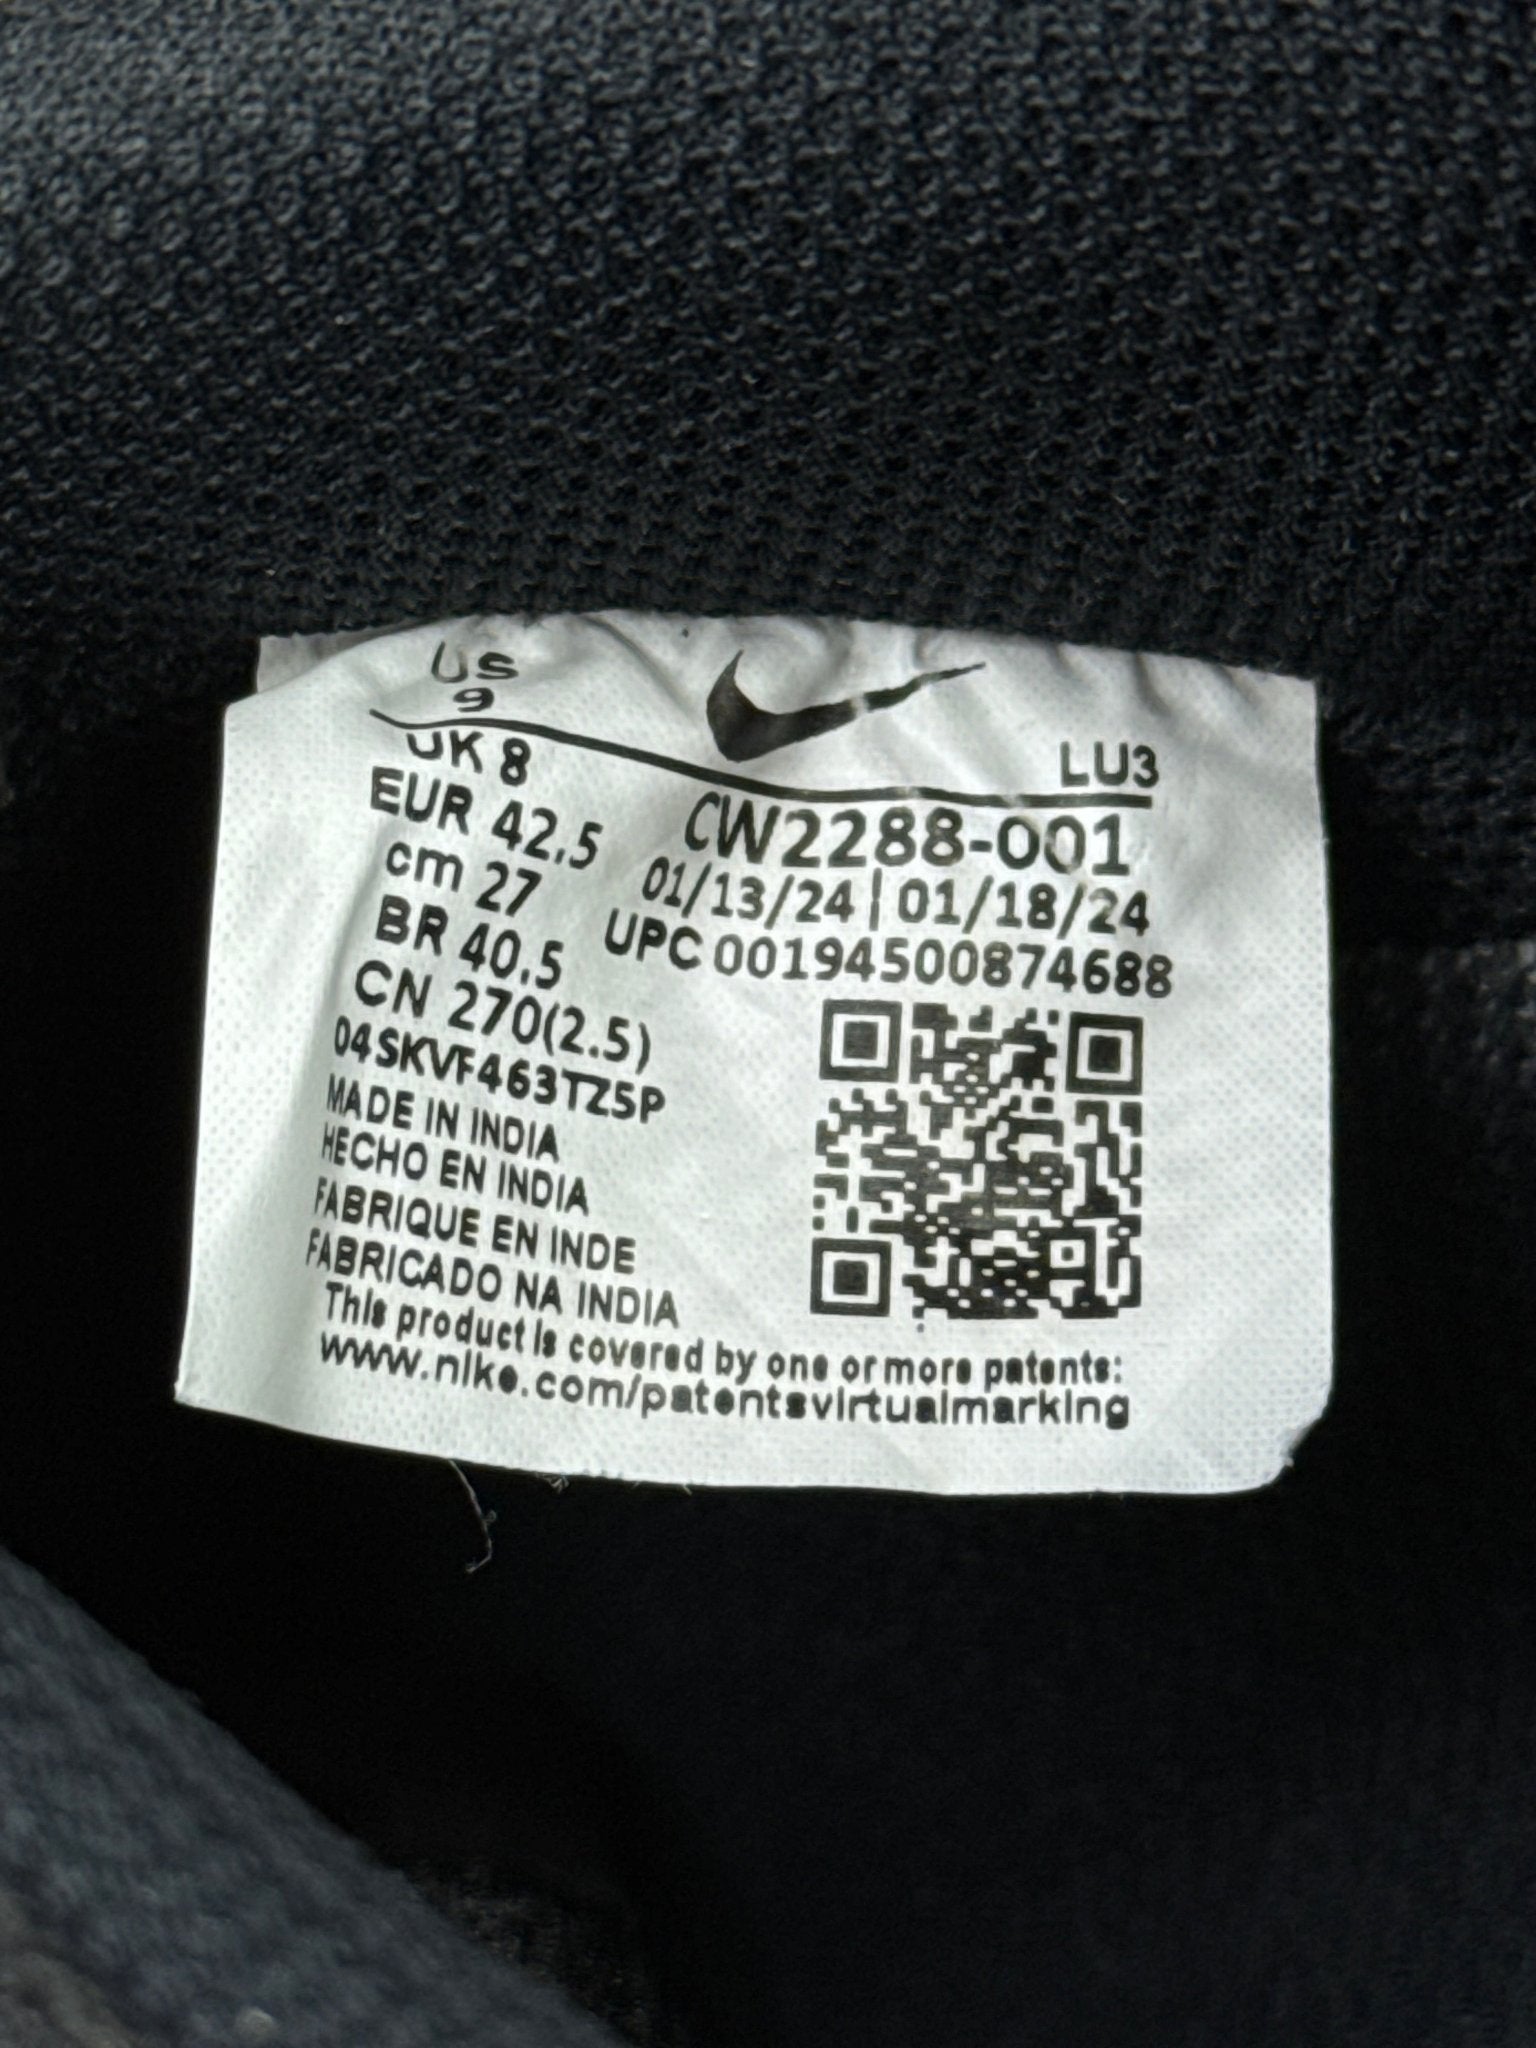 US
9
LU3
UK 8
EUR 42.5
cm 27
BR 40.5
CN 270(2.5)
CW2288-001
01/13/24 | 01/18/24
UPC 00194500874688
04SKVF463TZ5P
MADE IN INDIA
HECHO EN INDIA
FABRIQUE EN INDE
FABRICADO NA INDIA
This product is covered by one or more patents:
www.nike.com/patentsvirtualmarking